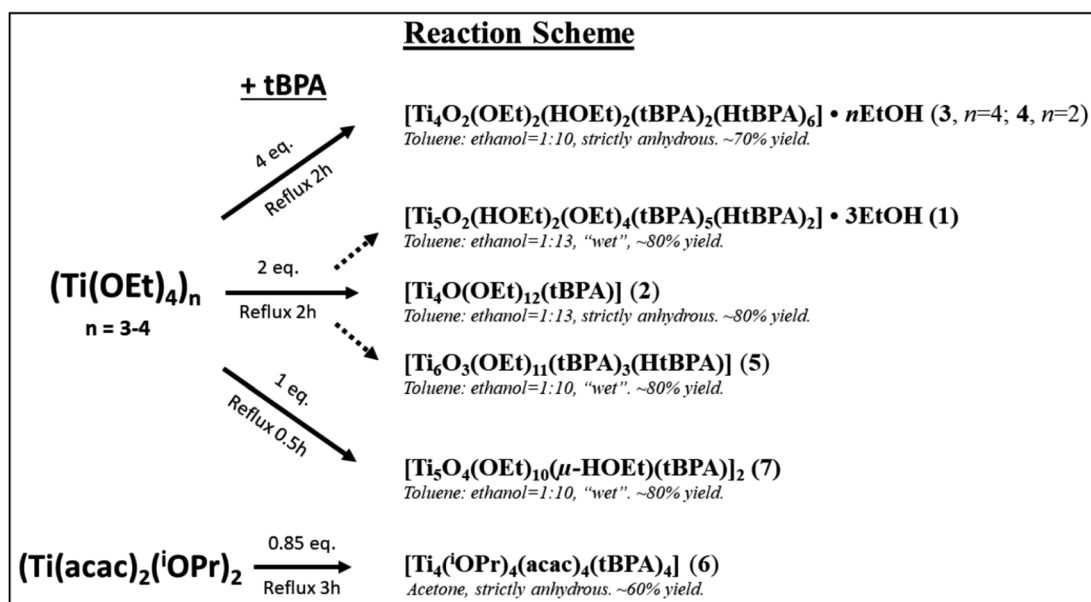 Reaction Scheme
+ tBPA
4 eq.
Reflux 2h
[Ti₄O₂(OEt)₂(HOEt)₂(tBPA)₂(HtBPA)₆] • nEtOH (3, n=4; 4, n=2)
Toluene: ethanol=1:10, strictly anhydrous. ~70% yield.
[Ti₅O₂(HOEt)₂(OEt)₄(tBPA)₅(HtBPA)₂] • 3EtOH (1)
Toluene: ethanol=1:13, "wet", ~80% yield.
(Ti(OEt)₄)ₙ
n = 3-4
2 eq.
Reflux 2h
[Ti₄O(OEt)₁₂(tBPA)] (2)
Toluene: ethanol=1:13, strictly anhydrous. ~80% yield.
[Ti₆O₃(OEt)₁₁(tBPA)₃(HtBPA)] (5)
Toluene: ethanol=1:10, "wet". ~80% yield.
1 eq.
Reflux 0.5h
[Ti₅O₄(OEt)₁₀(μ-HOEt)(tBPA)]₂ (7)
Toluene: ethanol=1:10, "wet". ~80% yield.
(Ti(acac)₂(ⁱOPr)₂
0.85 eq.
Reflux 3h
[Ti₄(ⁱOPr)₄(acac)₄(tBPA)₄] (6)
Acetone, strictly anhydrous. ~60% yield.